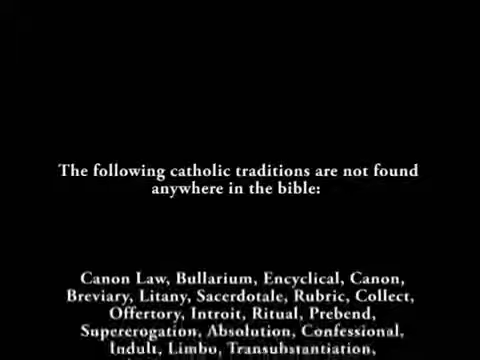 The following catholic traditions are not found
anywhere in the bible:
Canon Law, Bullarium, Encyclical, Canon,
Breviary, Litany, Sacerdotale, Rubric, Collect,
Offertory, Introit, Ritual, Prebend,
Supererogation, Absolution, Confessional,
Indult, Limbu, Transubstantiation,